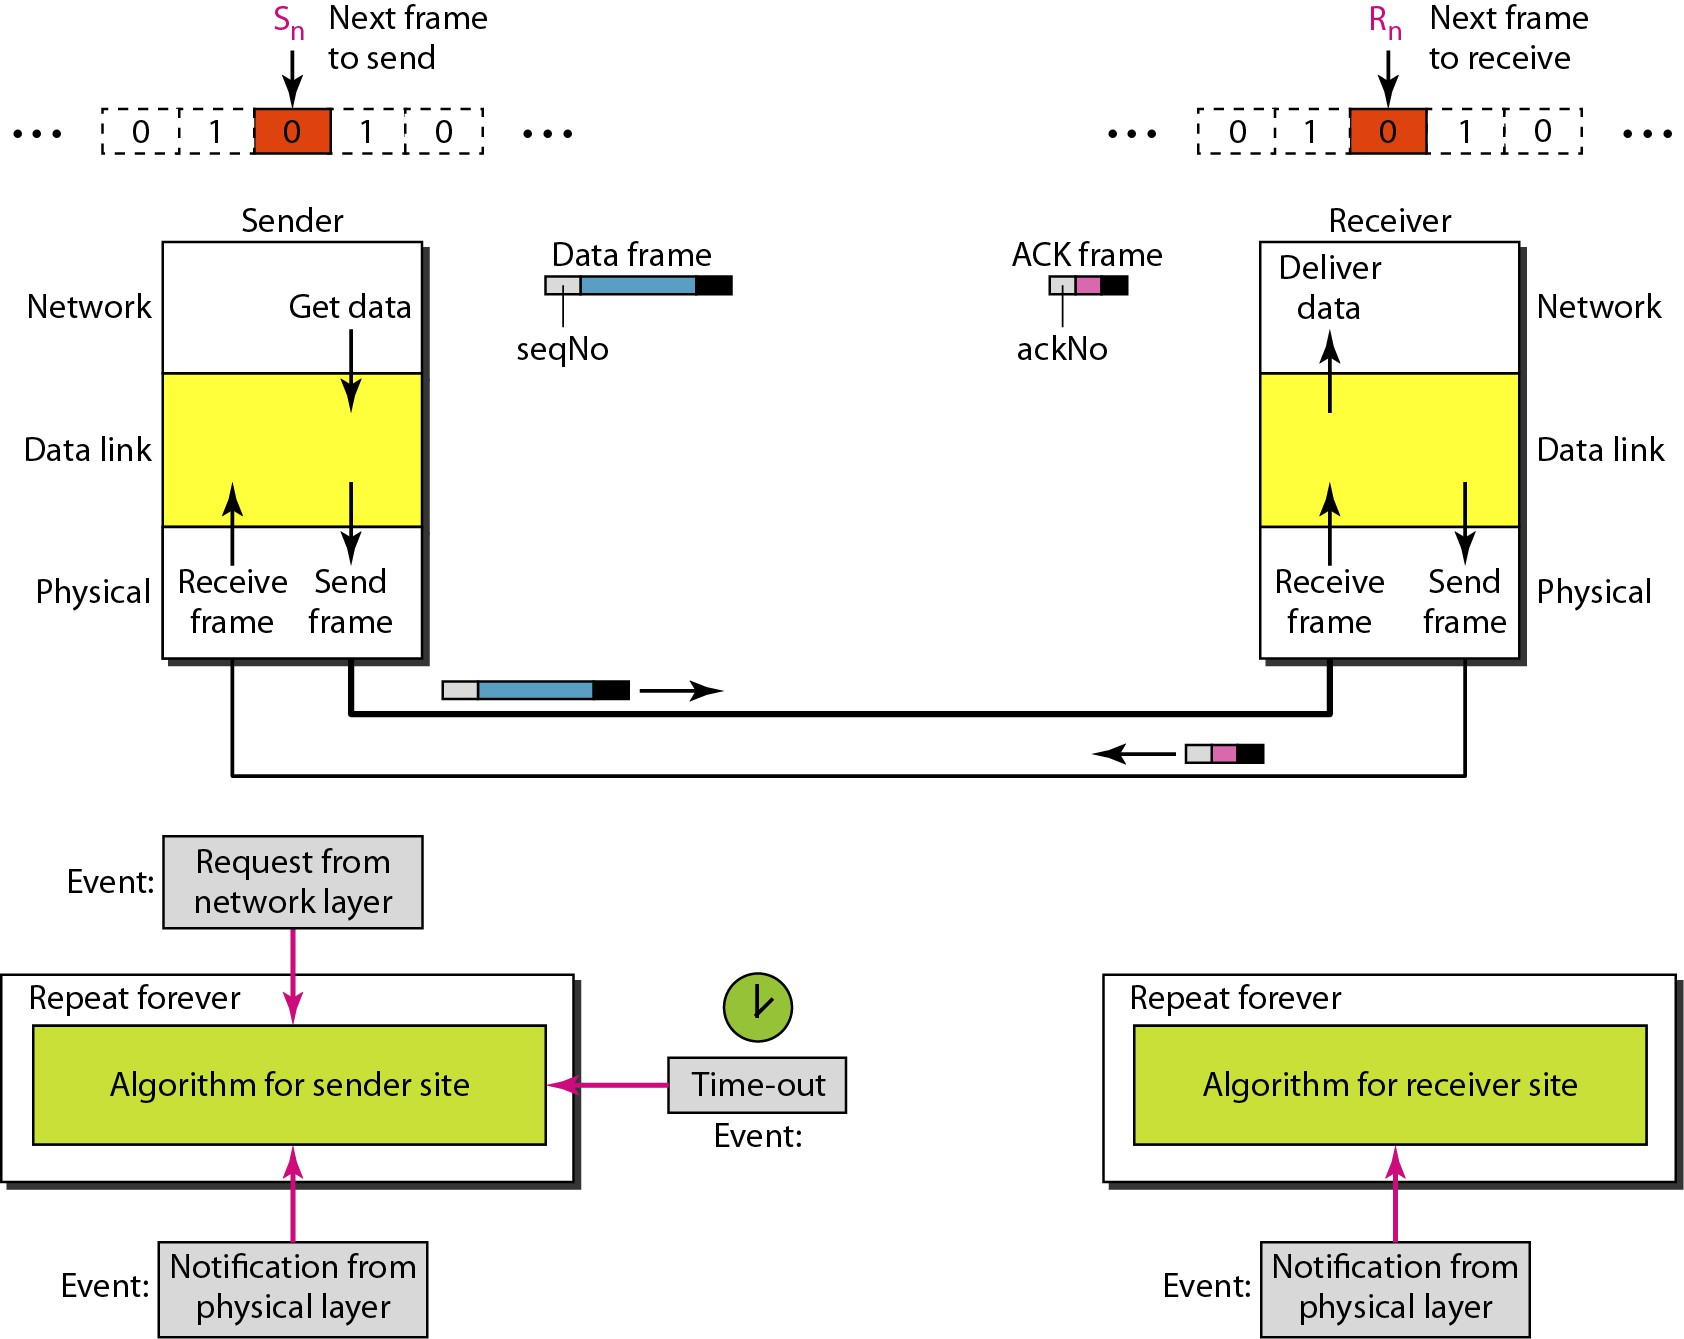 Sn Next frame
to send
Rn Next frame
to receive
... 0 1 0 1 0 ...
... 0 1 0 1 0 ...
Sender
Receiver
Data frame
seqNo
ACK frame
ackNo
Network
Get data
Data link
Physical
Receive
frame
Send
frame
Deliver
data
Network
Data link
Receive
frame
Send
frame
Physical
Event:
Request from
network layer
Repeat forever
Algorithm for sender site
Time-out
Event:
Event:
Notification from
physical layer
Repeat forever
Algorithm for receiver site
Event:
Notification from
physical layer